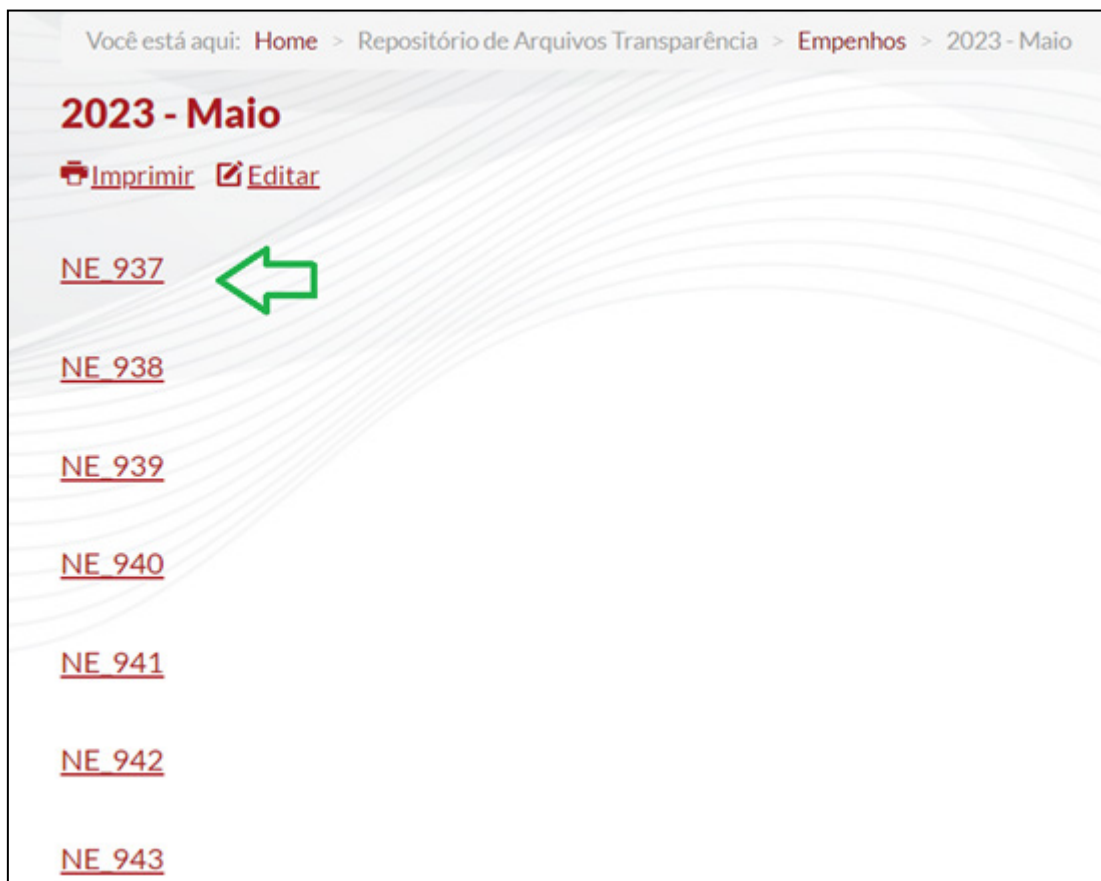 Você está aqui: Home > Repositório de Arquivos Transparência > Empenhos > 2023 - Maio
2023 - Maio
Imprimir Editar
NE_937
NE_938
NE_939
NE_940
NE_941
NE_942
NE_943